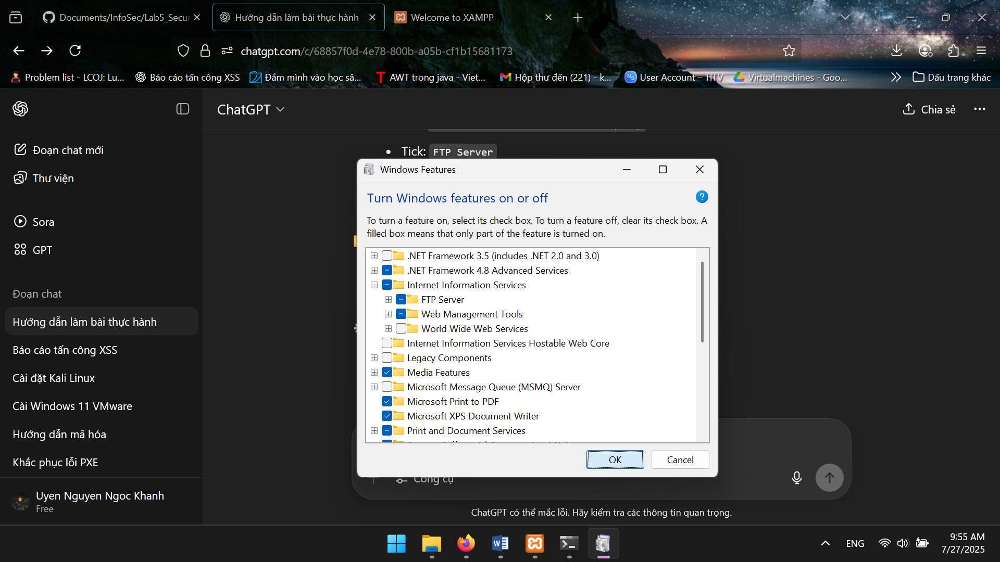 Documents/InfoSec/Lab5_Secur
Hướng dẫn làm bài thực hành
Welcome to XAMPP
chatgpt.com/c/68857f0d-4e78-800b-a05b-cf1b15681173
Problem list - LCOJ: Lu...
Báo cáo tấn công XSS
Đắm mình vào học sâ...
AWT trong java - Viet...
Hộp thư đến (221) - k...
User Account – TITV
Virtualmachines - Goo...
Dấu trang khác
ChatGPT
Chia sẻ
Đoạn chat mới
Thư viện
Sora
GPT
Đoạn chat
Hướng dẫn làm bài thực hành
Báo cáo tấn công XSS
Cài đặt Kali Linux
Cài Windows 11 VMware
Hướng dẫn mã hóa
Khắc phục lỗi PXE
Uyen Nguyen Ngoc Khanh
Free
Tick: FTP Server
Windows Features
Turn Windows features on or off
To turn a feature on, select its check box. To turn a feature off, clear its check box. A
filled box means that only part of the feature is turned on.
.NET Framework 3.5 (includes .NET 2.0 and 3.0)
.NET Framework 4.8 Advanced Services
Internet Information Services
FTP Server
Web Management Tools
World Wide Web Services
Internet Information Services Hostable Web Core
Legacy Components
Media Features
Microsoft Message Queue (MSMQ) Server
Microsoft Print to PDF
Microsoft XPS Document Writer
Print and Document Services
OK
Cancel
Công cụ
ChatGPT có thể mắc lỗi. Hãy kiểm tra các thông tin quan trọng.
ENG
9:55 AM
7/27/2025